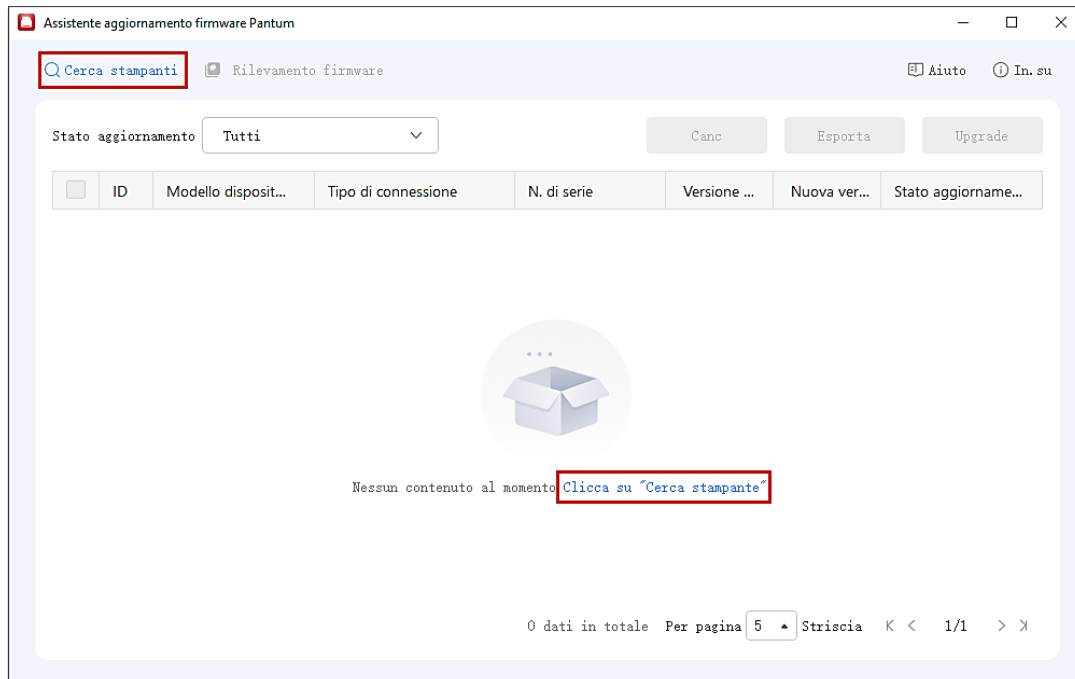 Assistente aggiornamento firmware Pantum
Cerca stampanti Rilevamento firmware Aiuto In.su
Stato aggiornamento Tutti Canc Esporta Upgrade
ID Modello disposit... Tipo di connessione N. di serie Versione ... Nuova ver... Stato aggiorname...
Nessun contenuto al momento Clicca su "Cerca stampante"
0 dati in totale Per pagina 5 Striscia 1/1